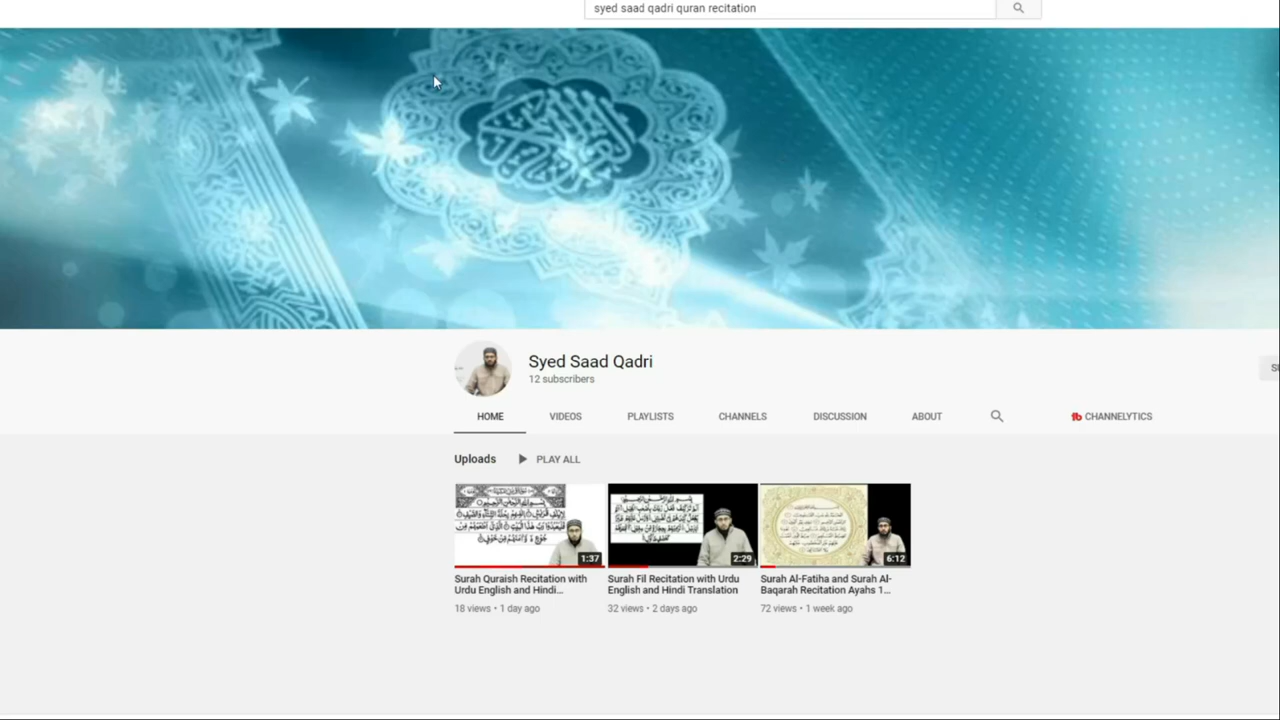 syed saad qadri quran recitation
Syed Saad Qadri
12 subscribers
HOME VIDEOS PLAYLISTS CHANNELS DISCUSSION ABOUT CHANNELYTICS
Uploads PLAY ALL
1:37 2:29 6:12
Surah Quraish Recitation with
Urdu English and Hindi...
18 views • 1 day ago
Surah Fil Recitation with Urdu
English and Hindi Translation
32 views • 2 days ago
Surah Al-Fatiha and Surah Al-
Baqarah Recitation Ayahs 1...
72 views • 1 week ago